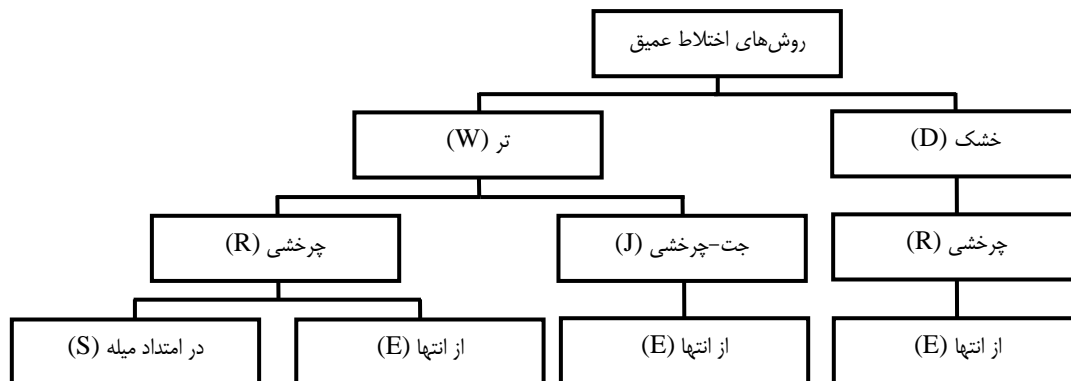 روش‌های اختلاط عمیق
خشک (D)
تر (W)
چرخشی (R)
جت-چرخشی (J)
چرخشی (R)
از انتها (E)
از انتها (E)
از انتها (E)
در امتداد میله (S)